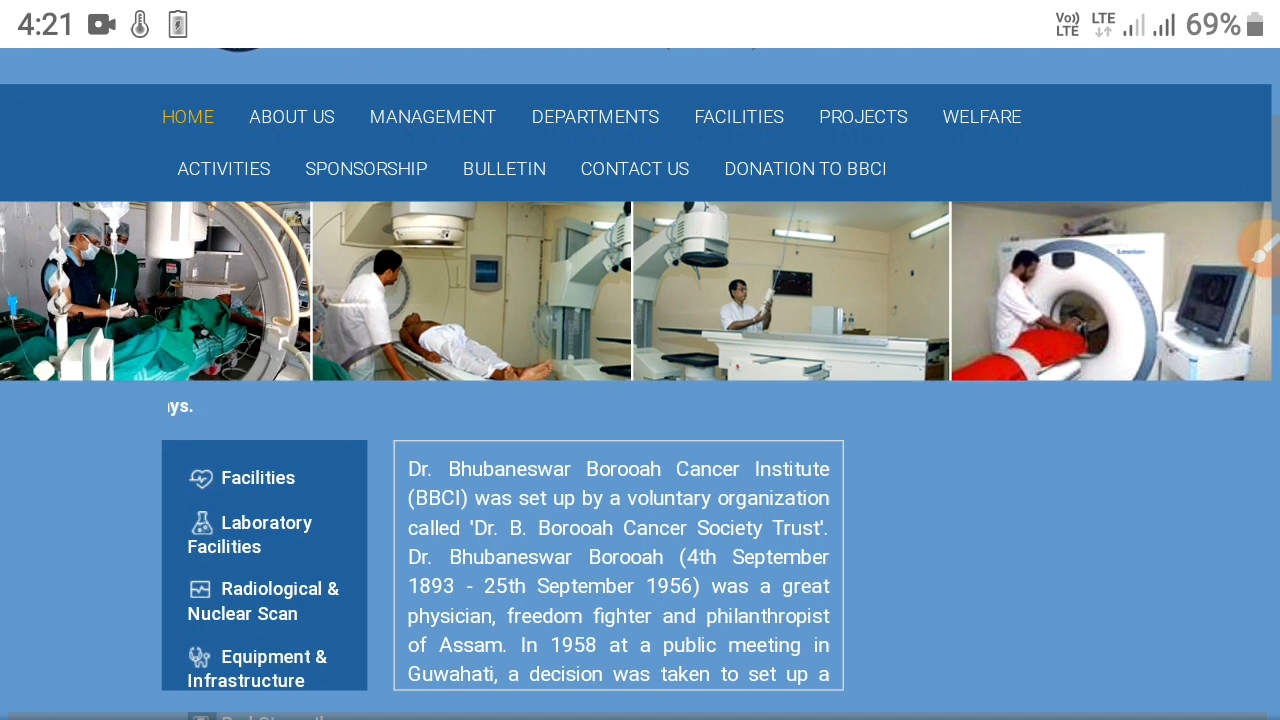 4:21 Vo)) LTE LTE 69%
HOME ABOUT US MANAGEMENT DEPARTMENTS FACILITIES PROJECTS WELFARE
ACTIVITIES SPONSORSHIP BULLETIN CONTACT US DONATION TO BBCI
Facilities
Laboratory
Facilities
Radiological &
Nuclear Scan
Equipment &
Infrastructure
Dr. Bhubaneswar Borooah Cancer Institute
(BBCI) was set up by a voluntary organization
called 'Dr. B. Borooah Cancer Society Trust'.
Dr. Bhubaneswar Borooah (4th September
1893 - 25th September 1956) was a great
physician, freedom fighter and philanthropist
of Assam. In 1958 at a public meeting in
Guwahati, a decision was taken to set up a